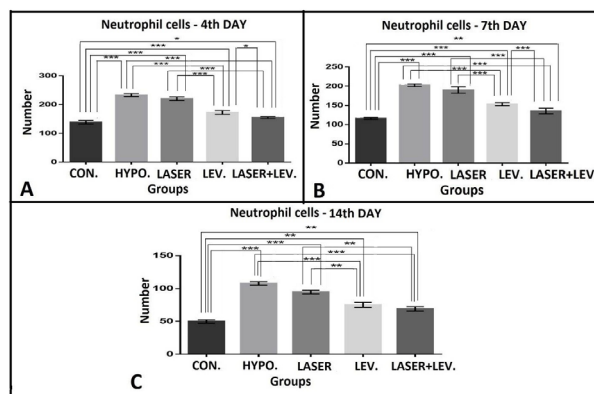 Neutrophil cells - 4th DAY
*
***
*
***
***
***
***
***
Number
300
200
100
0
CON. HYPO. LASER LEV. LASER+LEV.
Groups
A
Neutrophil cells - 7th DAY
**
***
***
***
***
***
***
***
Number
250
200
150
100
50
0
CON. HYPO. LASER LEV. LASER+LEV.
Groups
B
Neutrophil cells - 14th DAY
**
**
***
**
***
***
***
**
Number
150
100
50
0
CON. HYPO. LASER LEV. LASER+LEV.
Groups
C